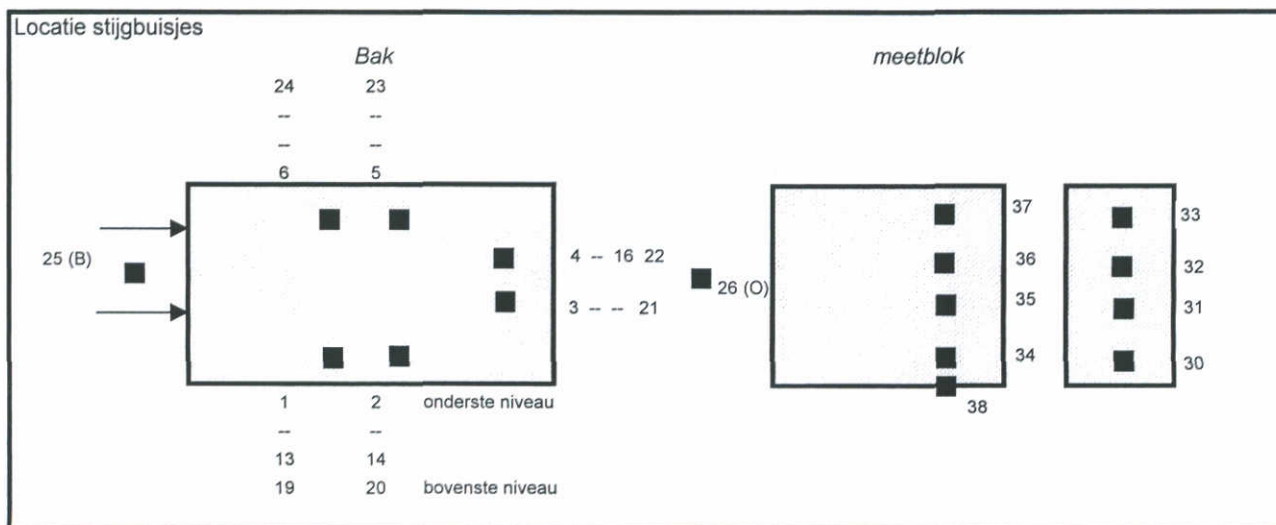 Locatie stijgbuisjes
Bak meetblok
24 23
-- --
-- --
6 5
25 (B)
4 -- 16 22
3 -- -- 21
26 (O)
37
36
35
34
38
33
32
31
30
1 2 onderste niveau
-- --
13 14
19 20 bovenste niveau